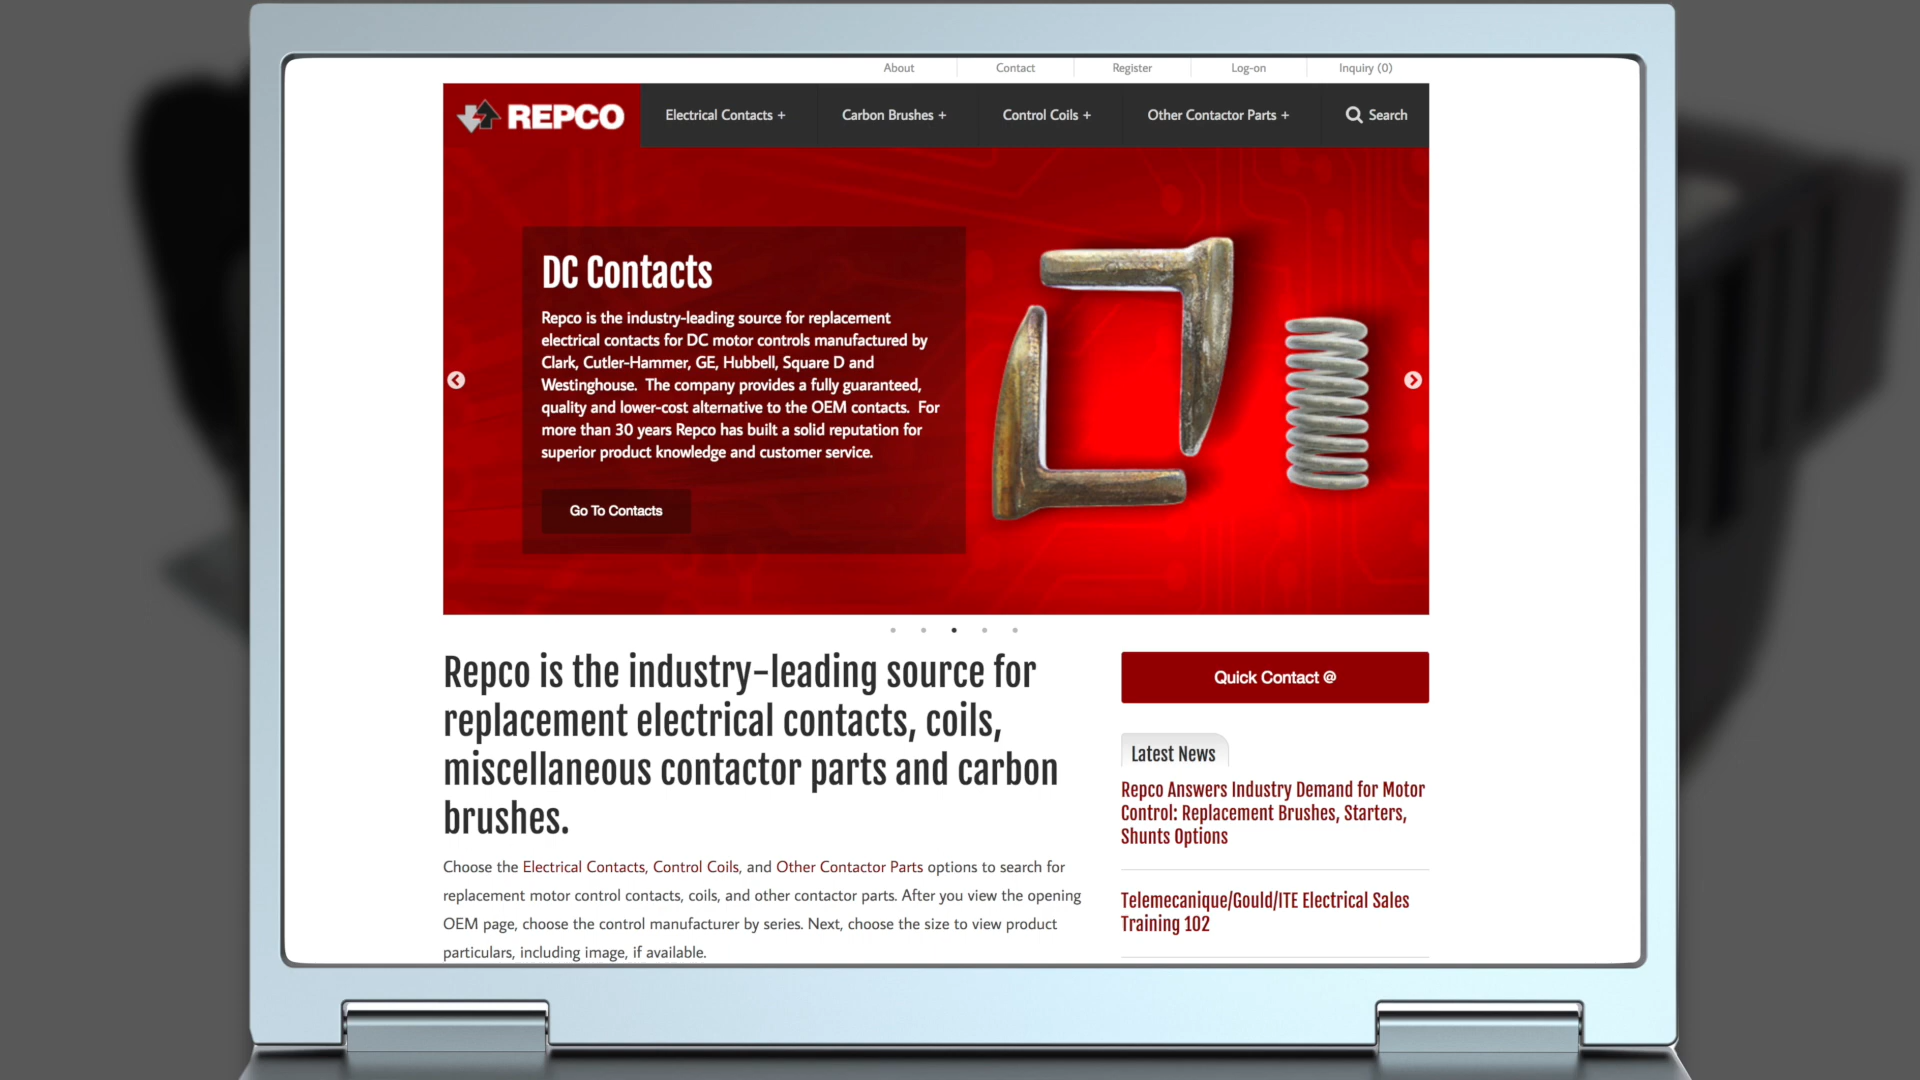 About
Contact
Register
Log-on
Inquiry (0)
REPCO
Electrical Contacts +
Carbon Brushes +
Control Coils +
Other Contactor Parts +
Search
DC Contacts
Repco is the industry-leading source for replacement
electrical contacts for DC motor controls manufactured by
Clark, Cutler-Hammer, GE, Hubbell, Square D and
Westinghouse. The company provides a fully guaranteed,
quality and lower-cost alternative to the OEM contacts. For
more than 30 years Repco has built a solid reputation for
superior product knowledge and customer service.
Go To Contacts
Repco is the industry-leading source for
replacement electrical contacts, coils,
miscellaneous contactor parts and carbon
brushes.
Choose the Electrical Contacts, Control Coils, and Other Contactor Parts options to search for
replacement motor control contacts, coils, and other contactor parts. After you view the opening
OEM page, choose the control manufacturer by series. Next, choose the size to view product
particulars, including image, if available.
Quick Contact @
Latest News
Repco Answers Industry Demand for Motor
Control: Replacement Brushes, Starters,
Shunts Options
Telemecanique/Gould/ITE Electrical Sales
Training 102